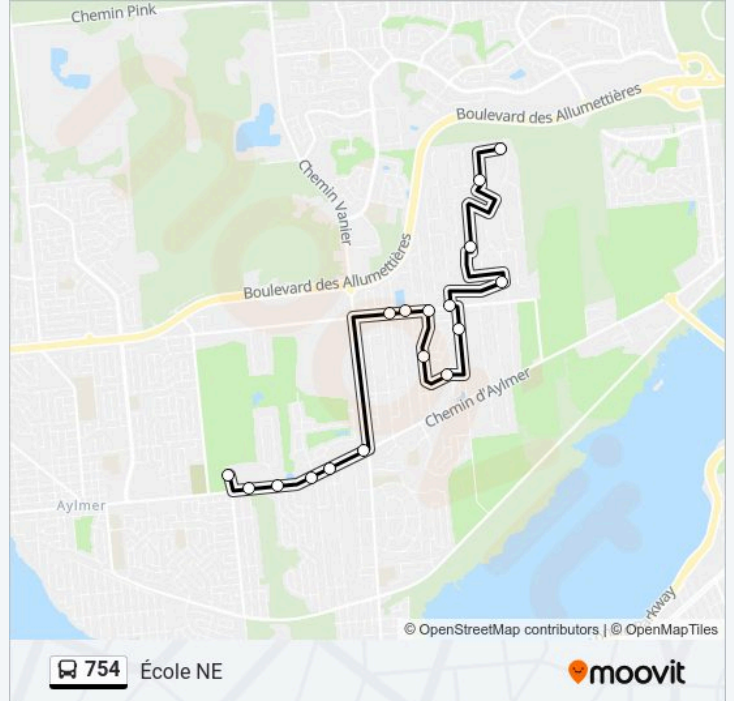 Chemin Pink
Boulevard des Allumettières
Chemin Vanier
Boulevard des Allumettières
Chemin d'Aylmer
Aylmer
rkway
© OpenStreetMap contributors | © OpenMapTiles
754 École NE
moovit